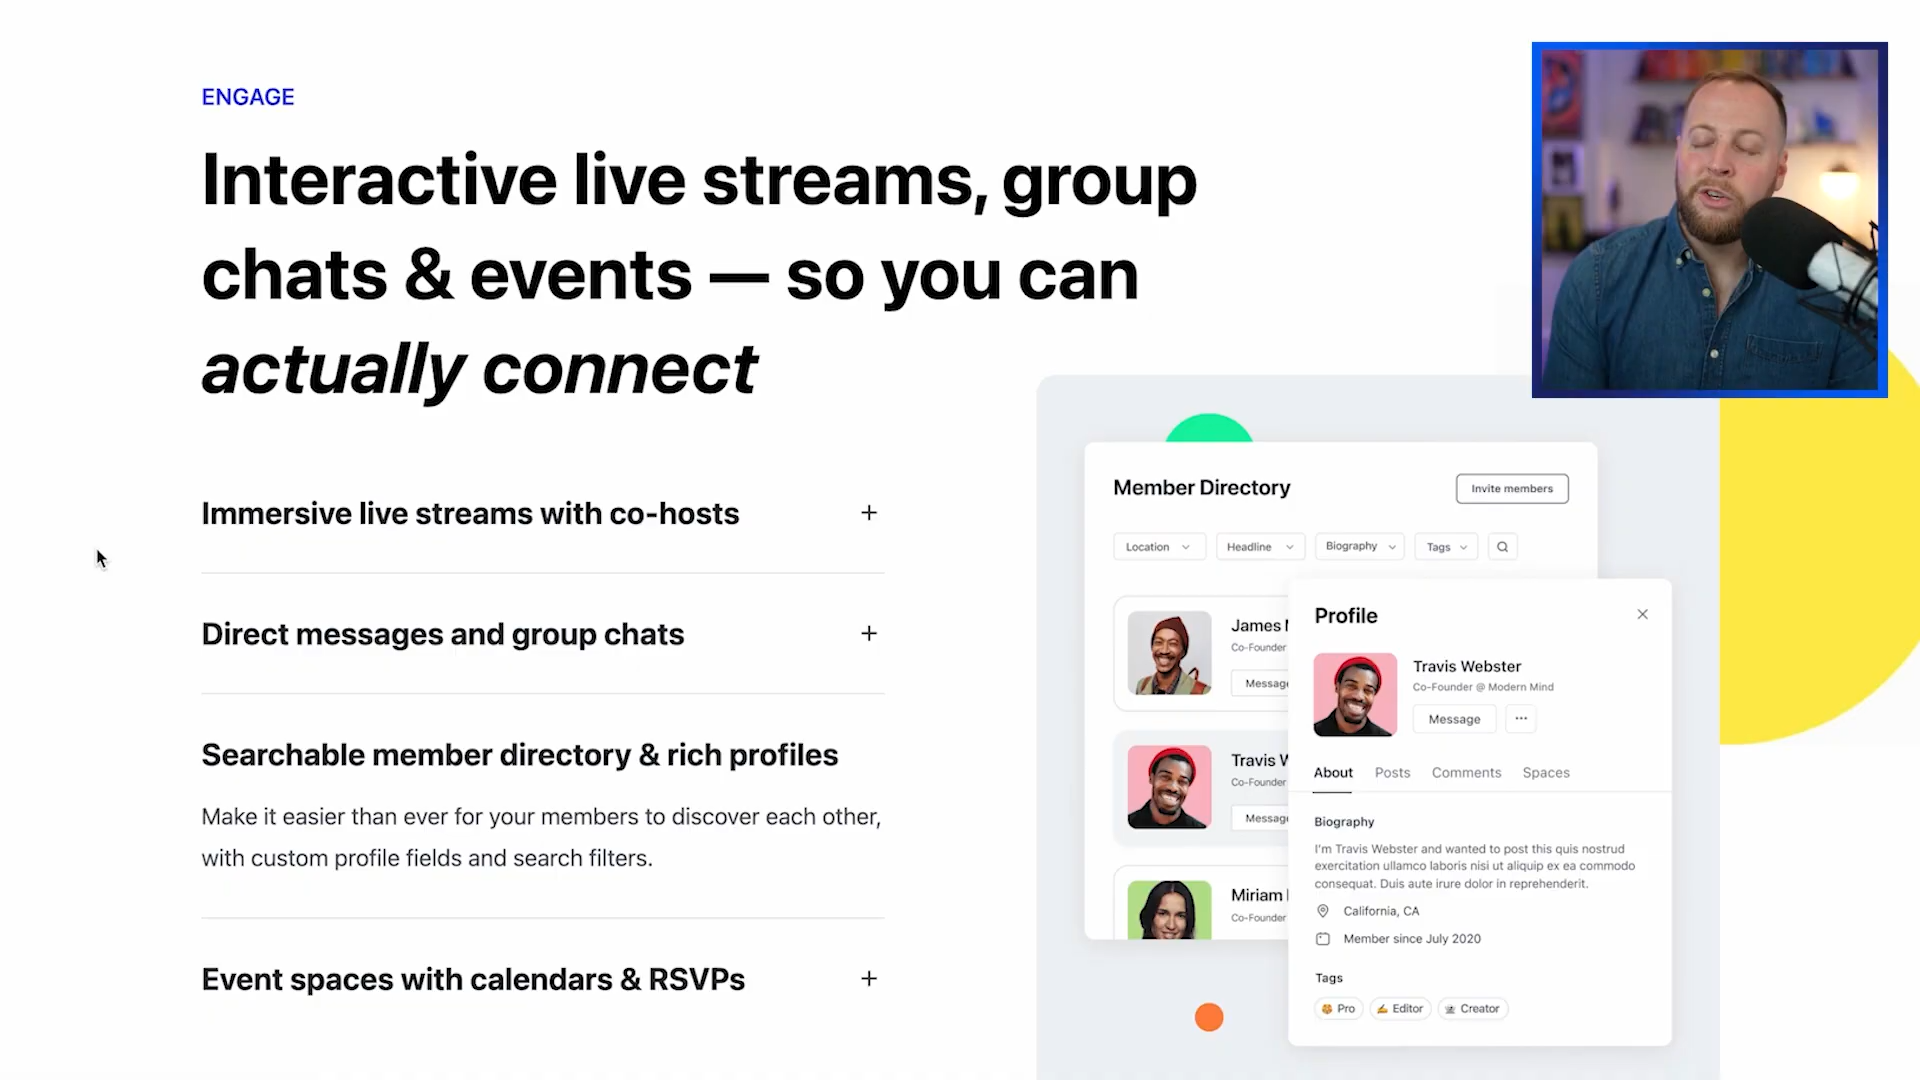 ENGAGE
Interactive live streams, group
chats & events — so you can
actually connect
Immersive live streams with co-hosts
Direct messages and group chats
Searchable member directory & rich profiles
Make it easier than ever for your members to discover each other,
with custom profile fields and search filters.
Event spaces with calendars & RSVPs
Member Directory
Invite members
Location
Headline
Biography
Tags
James
Co-Founder
Message
Travis W
Co-Founder
Message
Miriam
Co-Founder
Profile
Travis Webster
Co-Founder @ Modern Mind
Message
About Posts Comments Spaces
Biography
I'm Travis Webster and wanted to post this quis nostrud
exercitation ullamco laboris nisi ut aliquip ex ea commodo
consequat. Duis aute irure dolor in reprehenderit.
California, CA
Member since July 2020
Tags
Pro
Editor
Creator